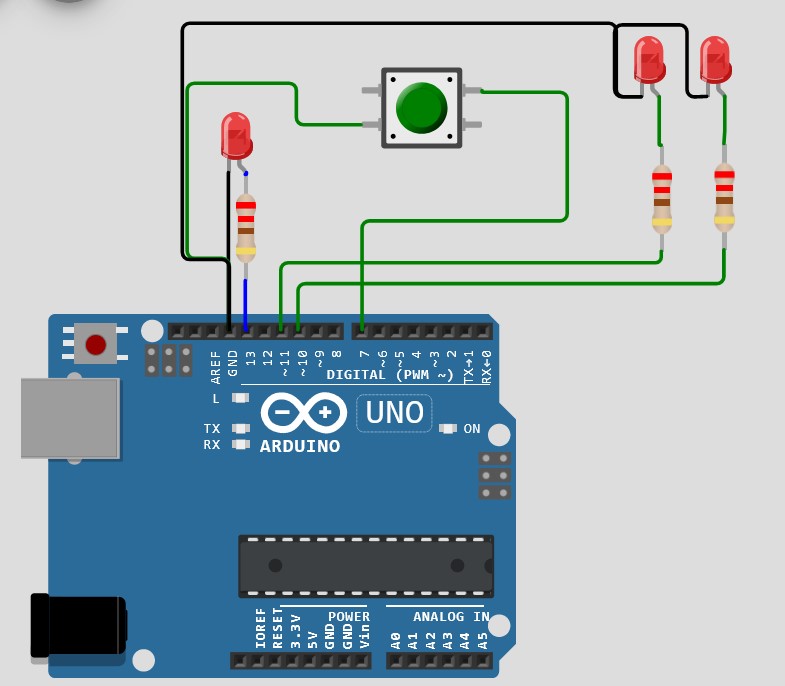 AREF
GND
13
12
~11
~10
~9
8
7
~6
~5
4
~3
2
TX→1
RX←0
DIGITAL (PWM ~)
L
TX
RX
UNO
ON
ARDUINO
IOREF
RESET
3.3V
5V
GND
GND
Vin
POWER
ANALOG IN
A0
A1
A2
A3
A4
A5